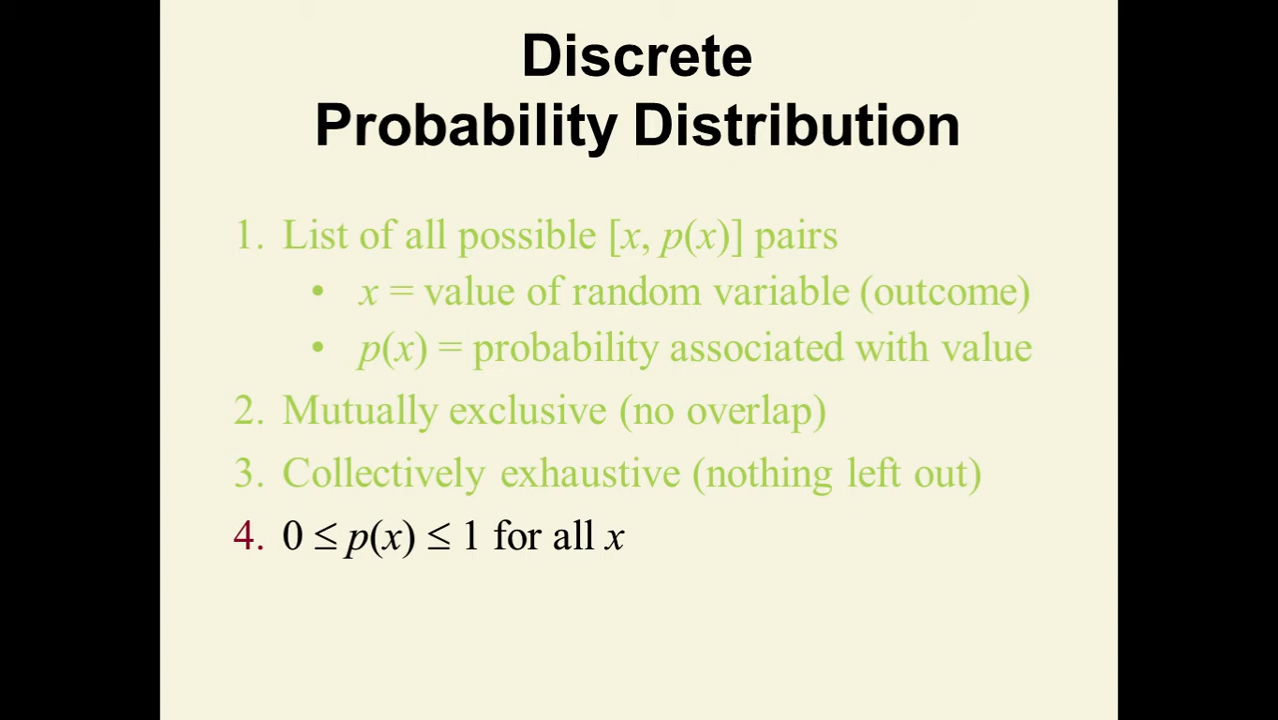 Discrete
Probability Distribution
1. List of all possible [x, p(x)] pairs
• x = value of random variable (outcome)
• p(x) = probability associated with value
2. Mutually exclusive (no overlap)
3. Collectively exhaustive (nothing left out)
4. 0 ≤ p(x) ≤ 1 for all x